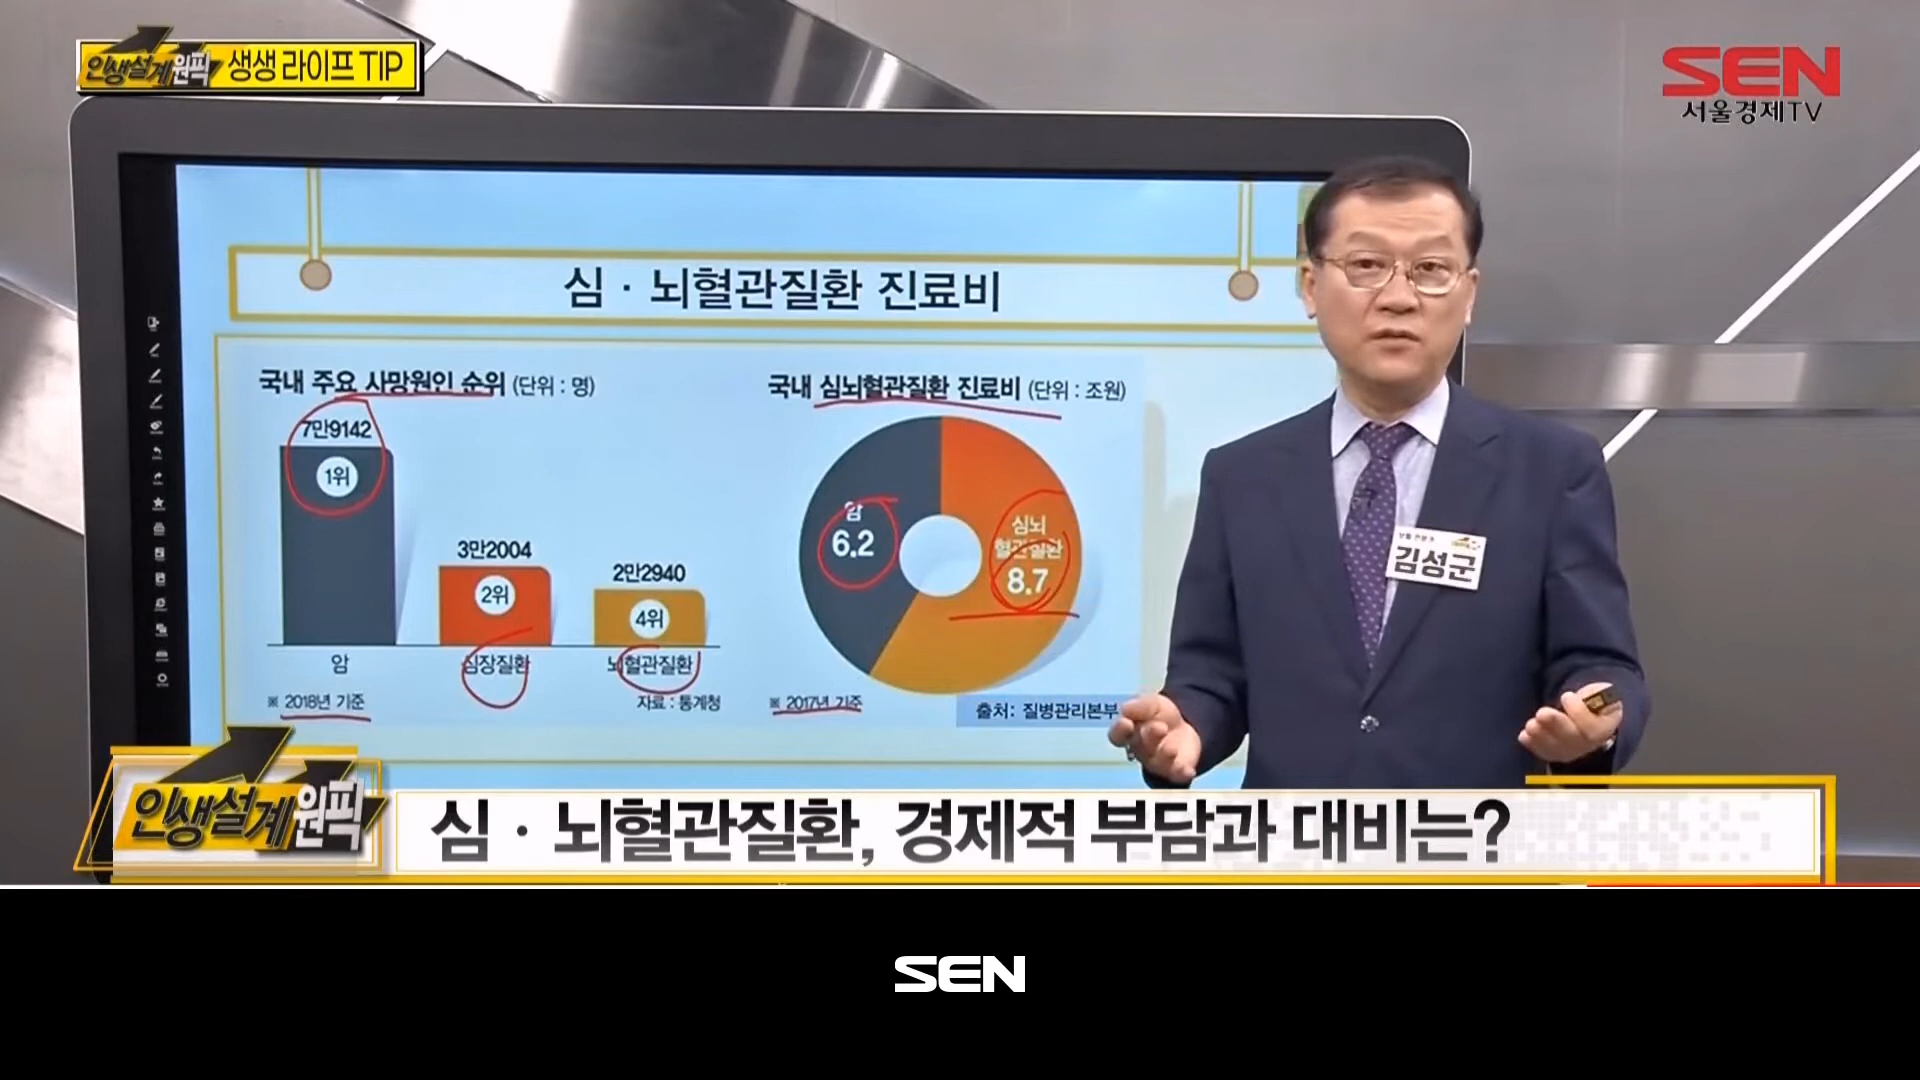 인생설계원픽 생생 라이프 TIP
SEN
서울경제TV
심 · 뇌혈관질환 진료비
국내 주요 사망원인 순위 (단위 : 명)
7만9142
1위
3만2004
2위
2만2940
4위
암
심장질환
뇌혈관질환
※ 2018년 기준
자료 : 통계청
국내 심뇌혈관질환 진료비 (단위 : 조원)
암
6.2
심뇌
혈관질환
8.7
※ 2017년 기준
출처: 질병관리본부
김성군
인생설계원픽
심 · 뇌혈관질환, 경제적 부담과 대비는?
SEN